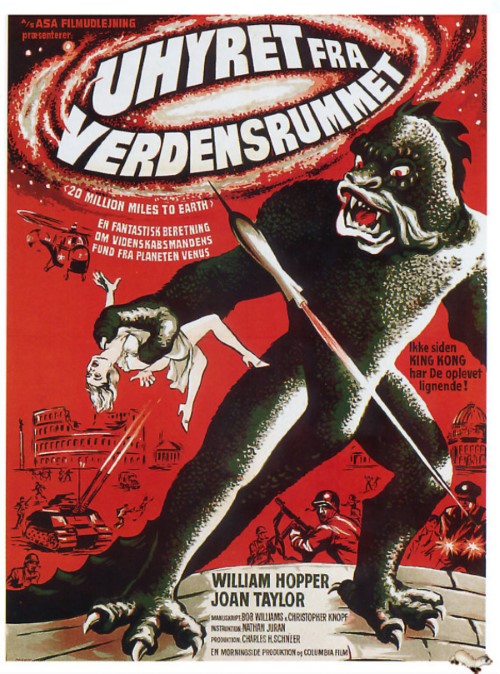 A/S ASA FILMUDLEJNING
præsenterer:
UHYRET FRA
VERDENSRUMMET
(20 MILLION MILES TO EARTH)
EN FANTASTISK BERETNING
OM VIDENSKABSMANDENS
FUND FRA PLANETEN VENUS
Ikke siden
KING KONG
har De oplevet
lignende!
WILLIAM HOPPER
JOAN TAYLOR
MANUSKRIPT: BOB WILLIAMS & CHRISTOPHER KNOPF
INSTRUKTION: NATHAN JURAN
PRODUKTION: CHARLES H. SCHNEER
EN MORNINGSIDE PRODUKTION og COLUMBIA FILM